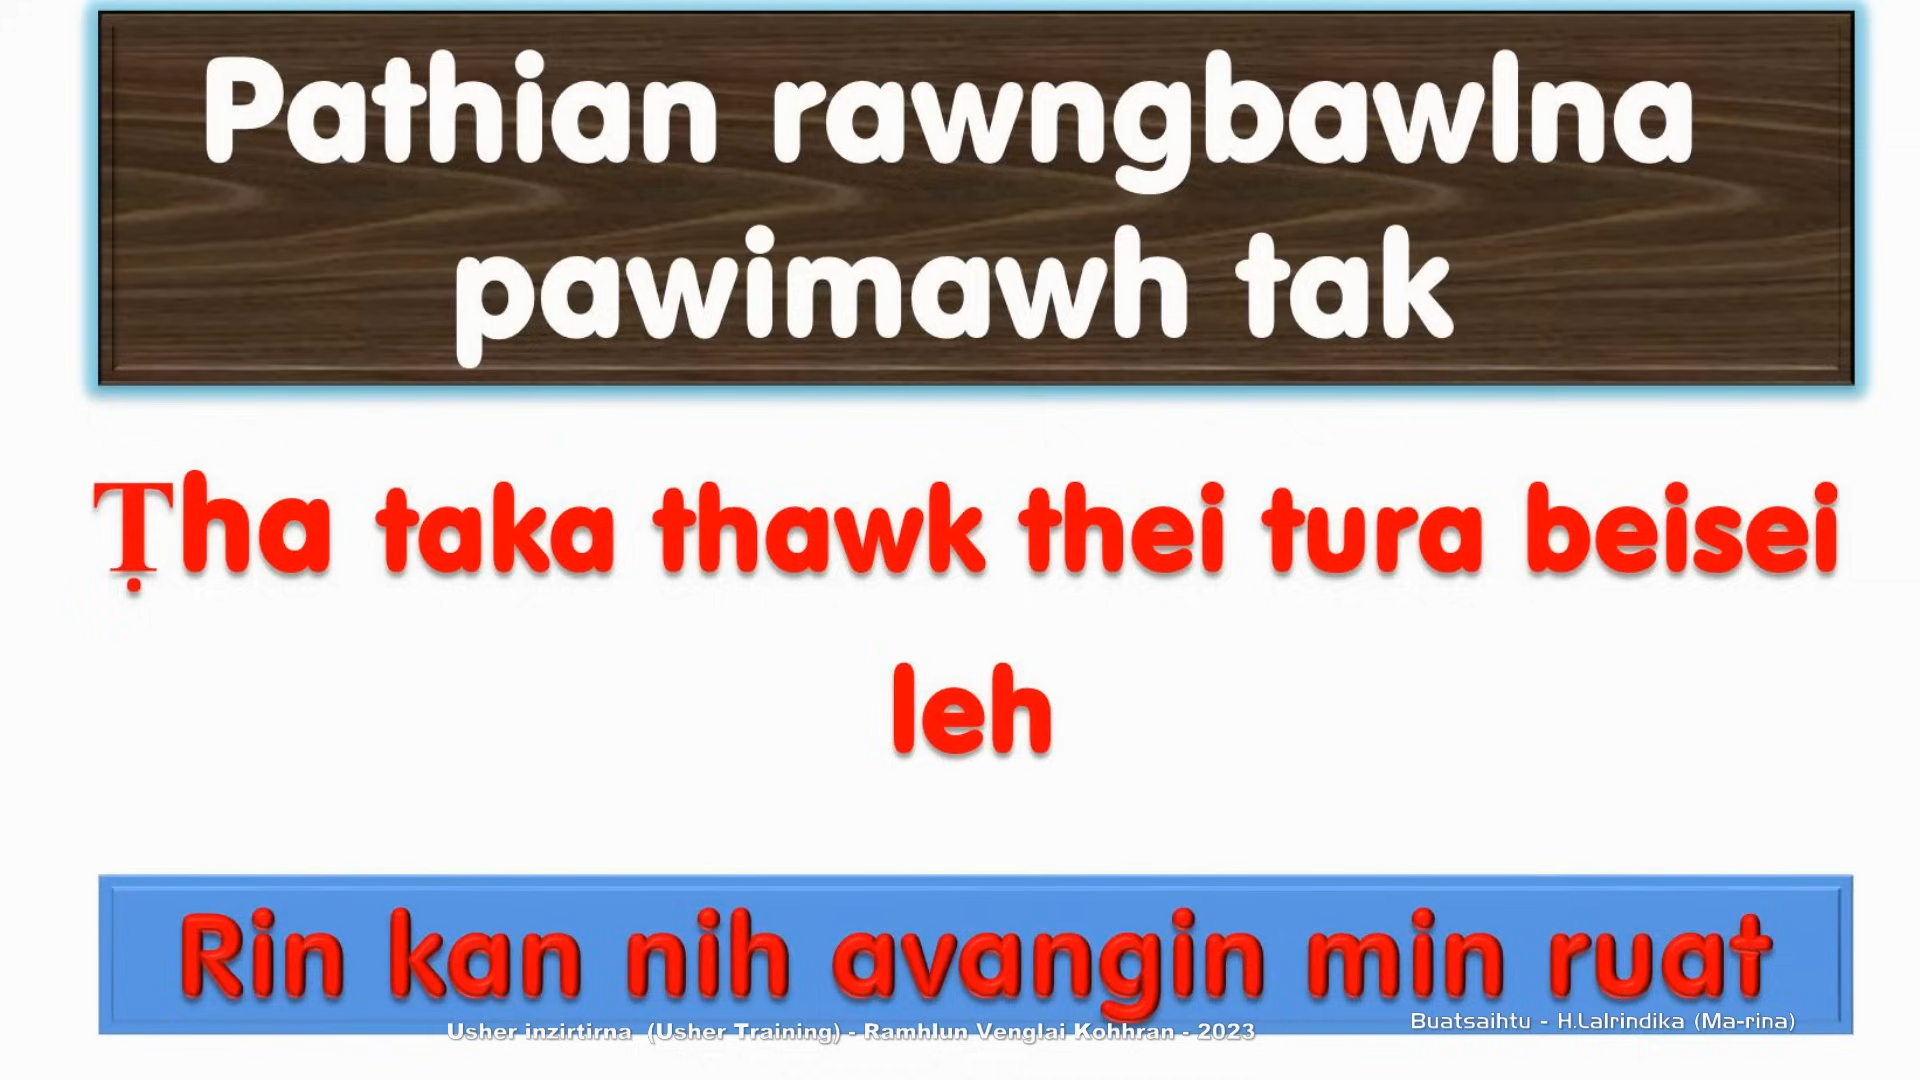 Pathian rawngbawlna
pawimawh tak
Ṭha taka thawk thei tura beisei
leh
Rin kan nih avangin min ruat
Usher inzirtirna (Usher Training) - Ramhlun Venglai Kohhran - 2023
Buatsaihtu - H.Lalrindika (Ma-rina)